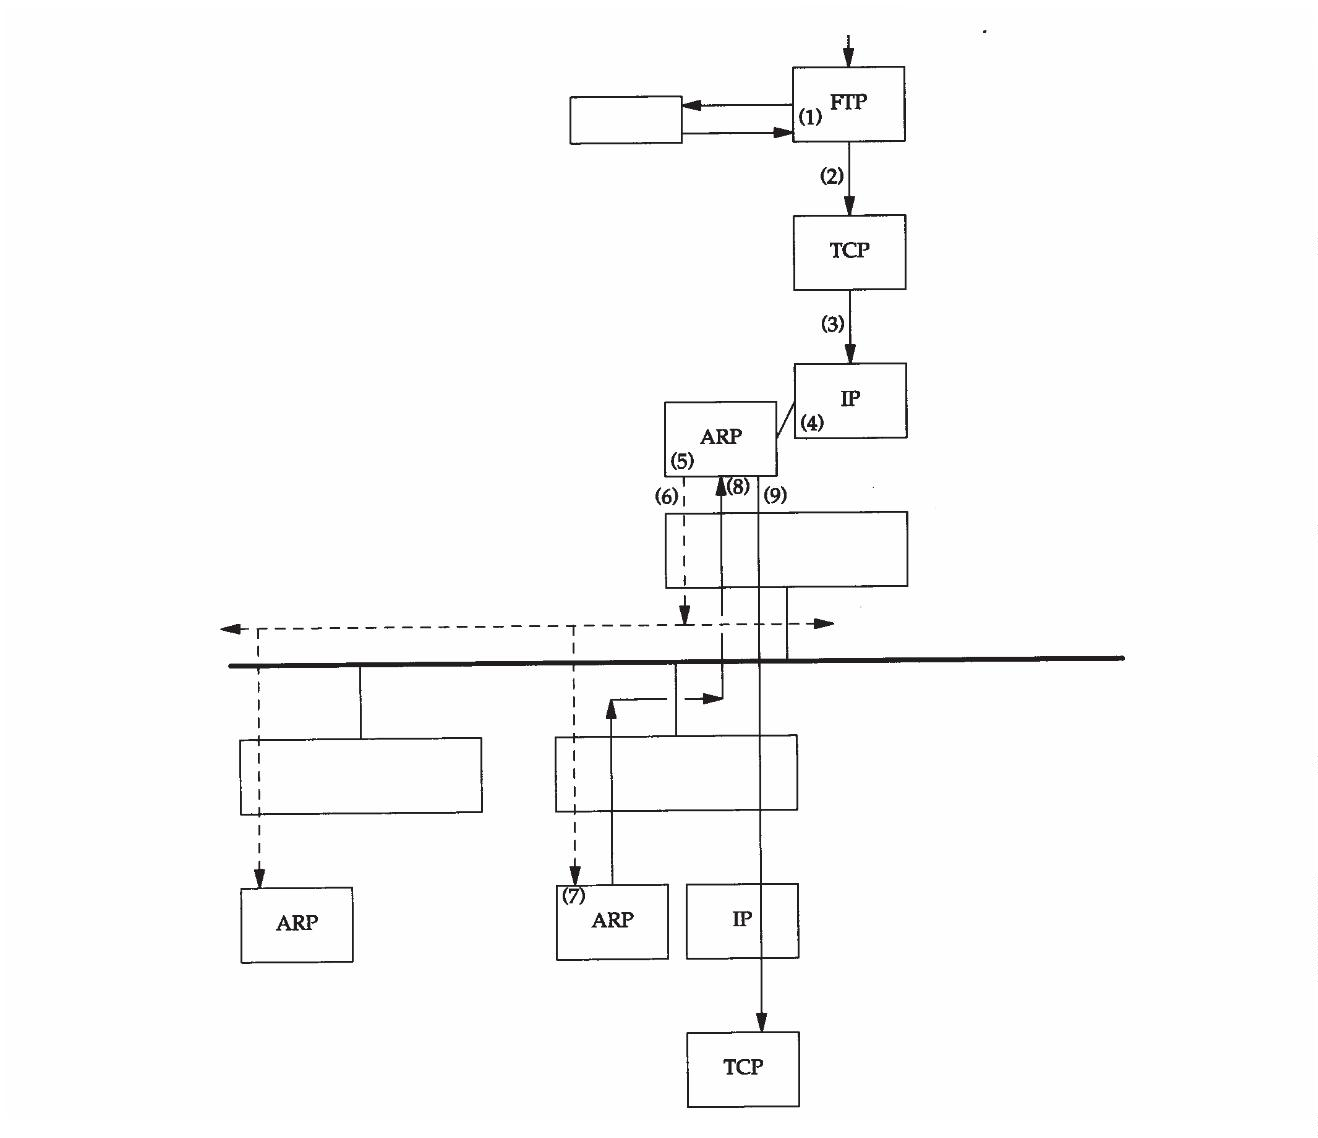 FTP
(1)
(2)
TCP
(3)
IP
(4)
ARP
(5)
(6)
(8)
(9)
ARP
(7)
ARP
IP
TCP